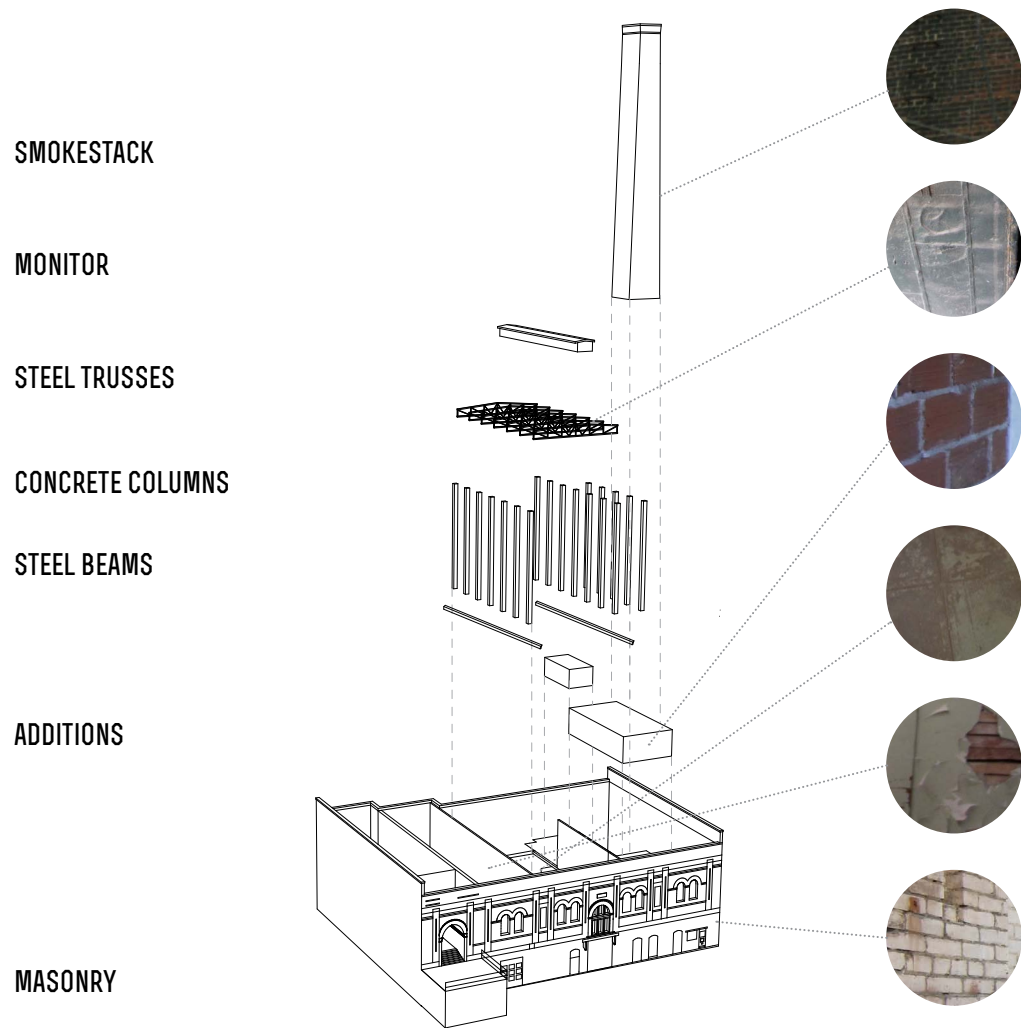 SMOKESTACK
MONITOR
STEEL TRUSSES
CONCRETE COLUMNS
STEEL BEAMS
ADDITIONS
MASONRY